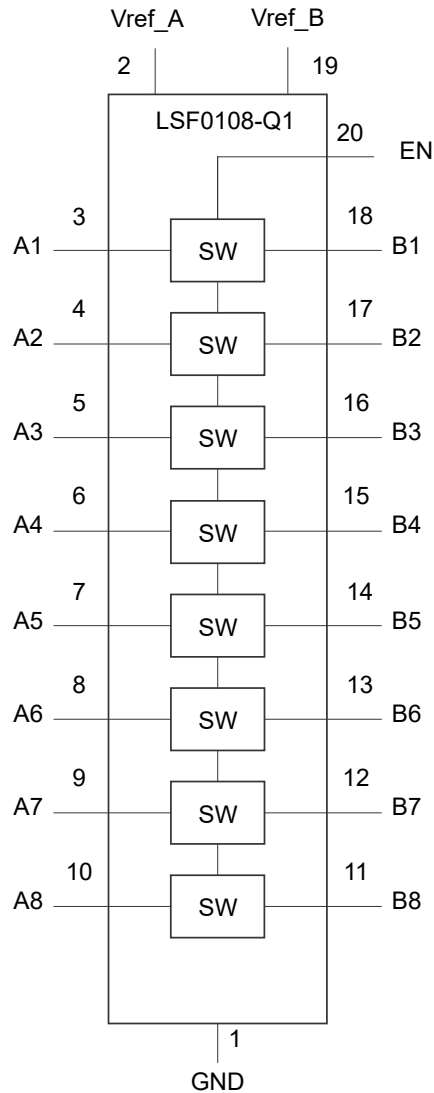 Vref_A Vref_B
2 19
LSF0108-Q1
20 EN
3 18
A1 SW B1
4 17
A2 SW B2
5 16
A3 SW B3
6 15
A4 SW B4
7 14
A5 SW B5
8 13
A6 SW B6
9 12
A7 SW B7
10 11
A8 SW B8
1
GND